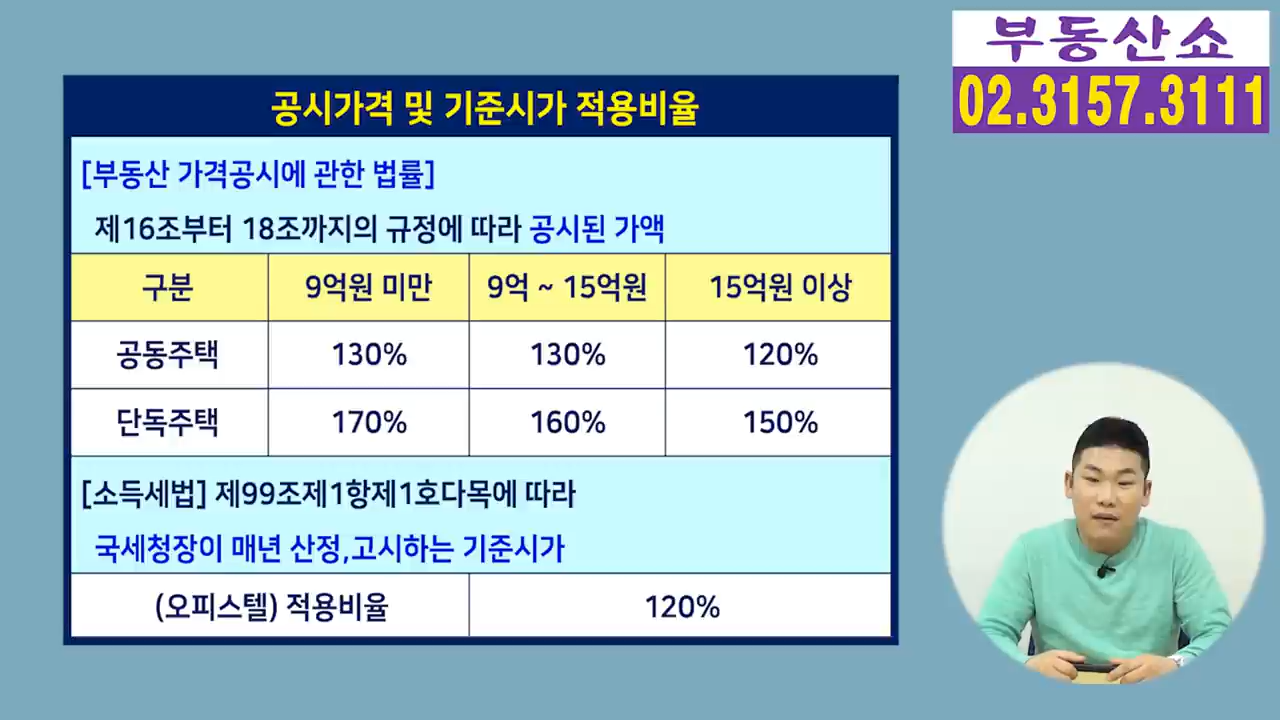 부동산쇼
02.3157.3111
공시가격 및 기준시가 적용비율
[부동산 가격공시에 관한 법률]
제16조부터 18조까지의 규정에 따라 공시된 가액
구분 9억원 미만 9억 ~ 15억원 15억원 이상
공동주택 130% 130% 120%
단독주택 170% 160% 150%
[소득세법] 제99조제1항제1호다목에 따라
국세청장이 매년 산정,고시하는 기준시가
(오피스텔) 적용비율 120%